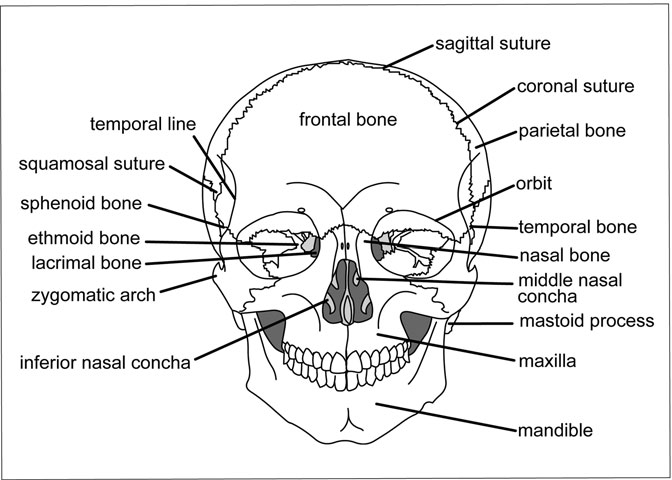 sagittal suture
coronal suture
frontal bone
temporal line
parietal bone
squamosal suture
orbit
sphenoid bone
temporal bone
ethmoid bone
nasal bone
lacrimal bone
middle nasal
concha
zygomatic arch
mastoid process
inferior nasal concha
maxilla
mandible